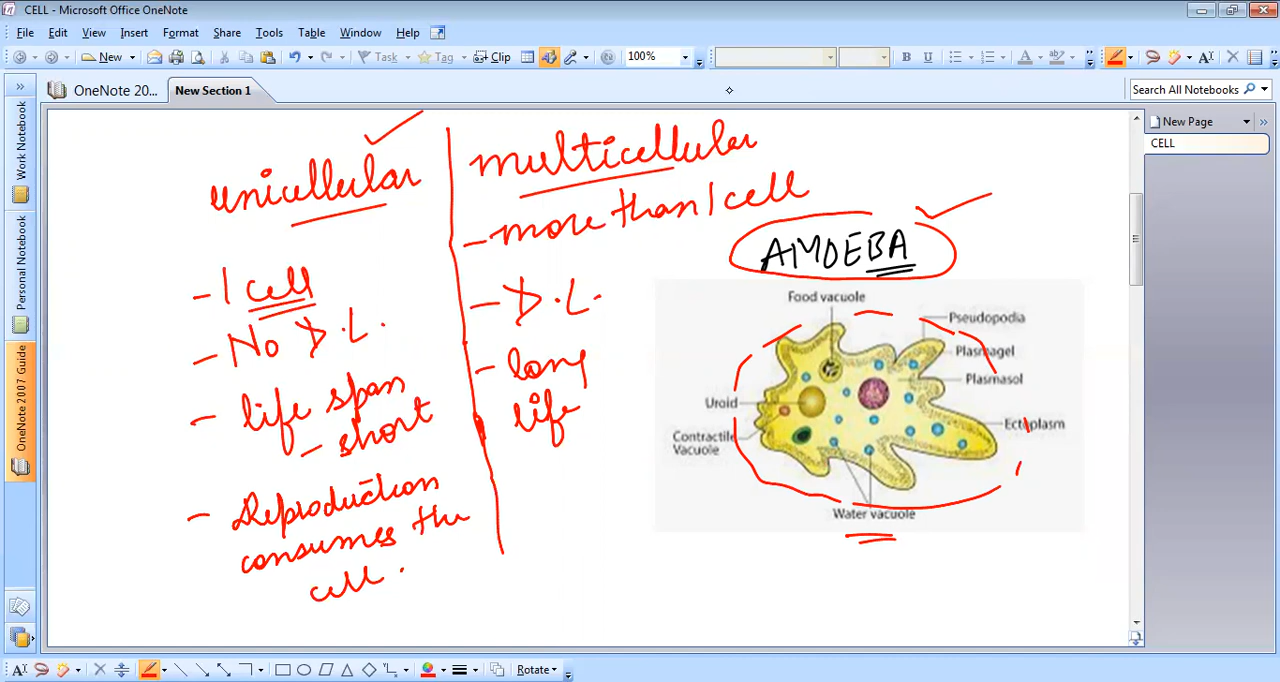 CELL - Microsoft Office OneNote
File Edit View Insert Format Share Tools Table Window Help
New Task Tag Clip 100% B U A ab
OneNote 20... New Section 1 Search All Notebooks
New Page
CELL
Work Notebook
Personal Notebook
OneNote 2007 Guide
unicellular
- 1 cell
- No D.L.
- life span
- short
- Reproduction
consumes the
cell.
multicellular
- more than 1 cell
- D.L.
- long
life
AMOEBA
Food vacuole
Pseudopodia
Plasmagel
Plasmasol
Uroid
Ectoplasm
Contractile
Vacuole
Water vacuole
Rotate